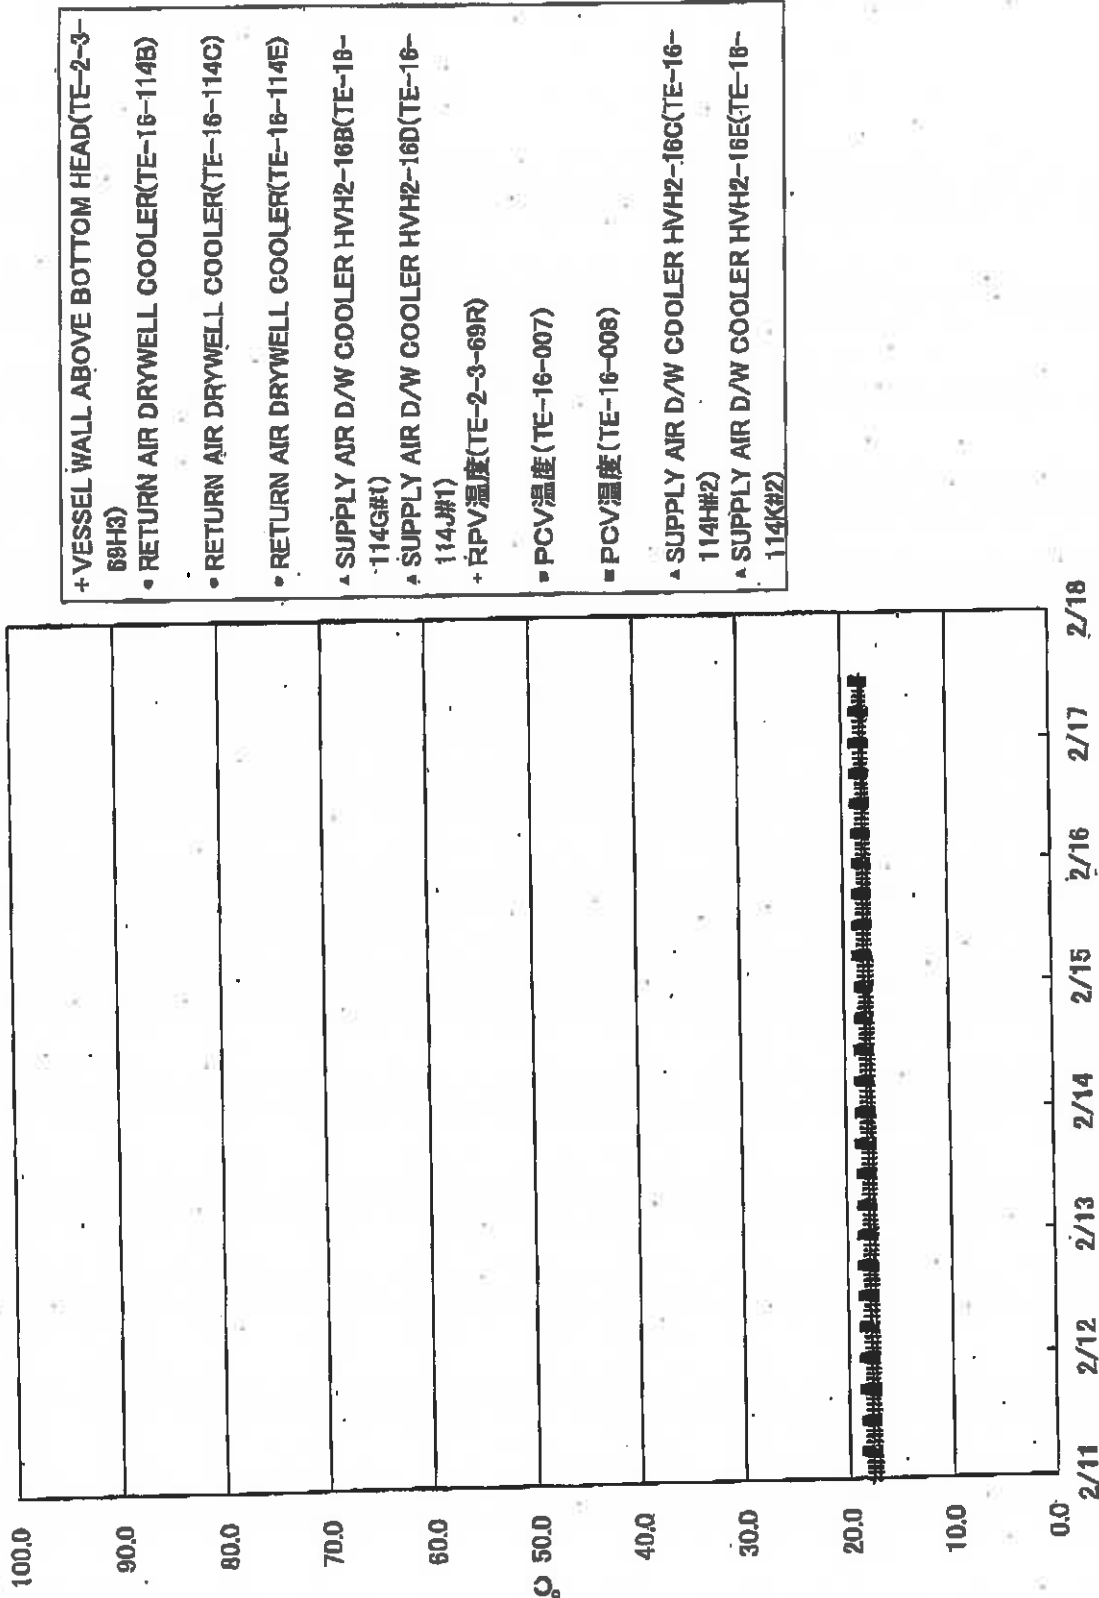 + VESSEL WALL ABOVE BOTTOM HEAD(TE-2-3-
69H3)
• RETURN AIR DRYWELL COOLER(TE-16-114B)
• RETURN AIR DRYWELL COOLER(TE-16-114C)
• RETURN AIR DRYWELL COOLER(TE-16-114E)
▲ SUPPLY AIR D/W COOLER HVH2-16B(TE-16-
114G#1)
▲ SUPPLY AIR D/W COOLER HVH2-16D(TE-16-
114J#1)
+ RPV温度(TE-2-3-69R)
■ PCV温度(TE-16-007)
■ PCV温度(TE-16-008)
▲ SUPPLY AIR D/W COOLER HVH2-16C(TE-16-
114H#2)
▲ SUPPLY AIR D/W COOLER HVH2-16E(TE-16-
114K#2)
100.0
90.0
80.0
70.0
60.0
℃ 50.0
40.0
30.0
20.0
10.0
0.0
2/11 2/12 2/13 2/14 2/15 2/16 2/17 2/18